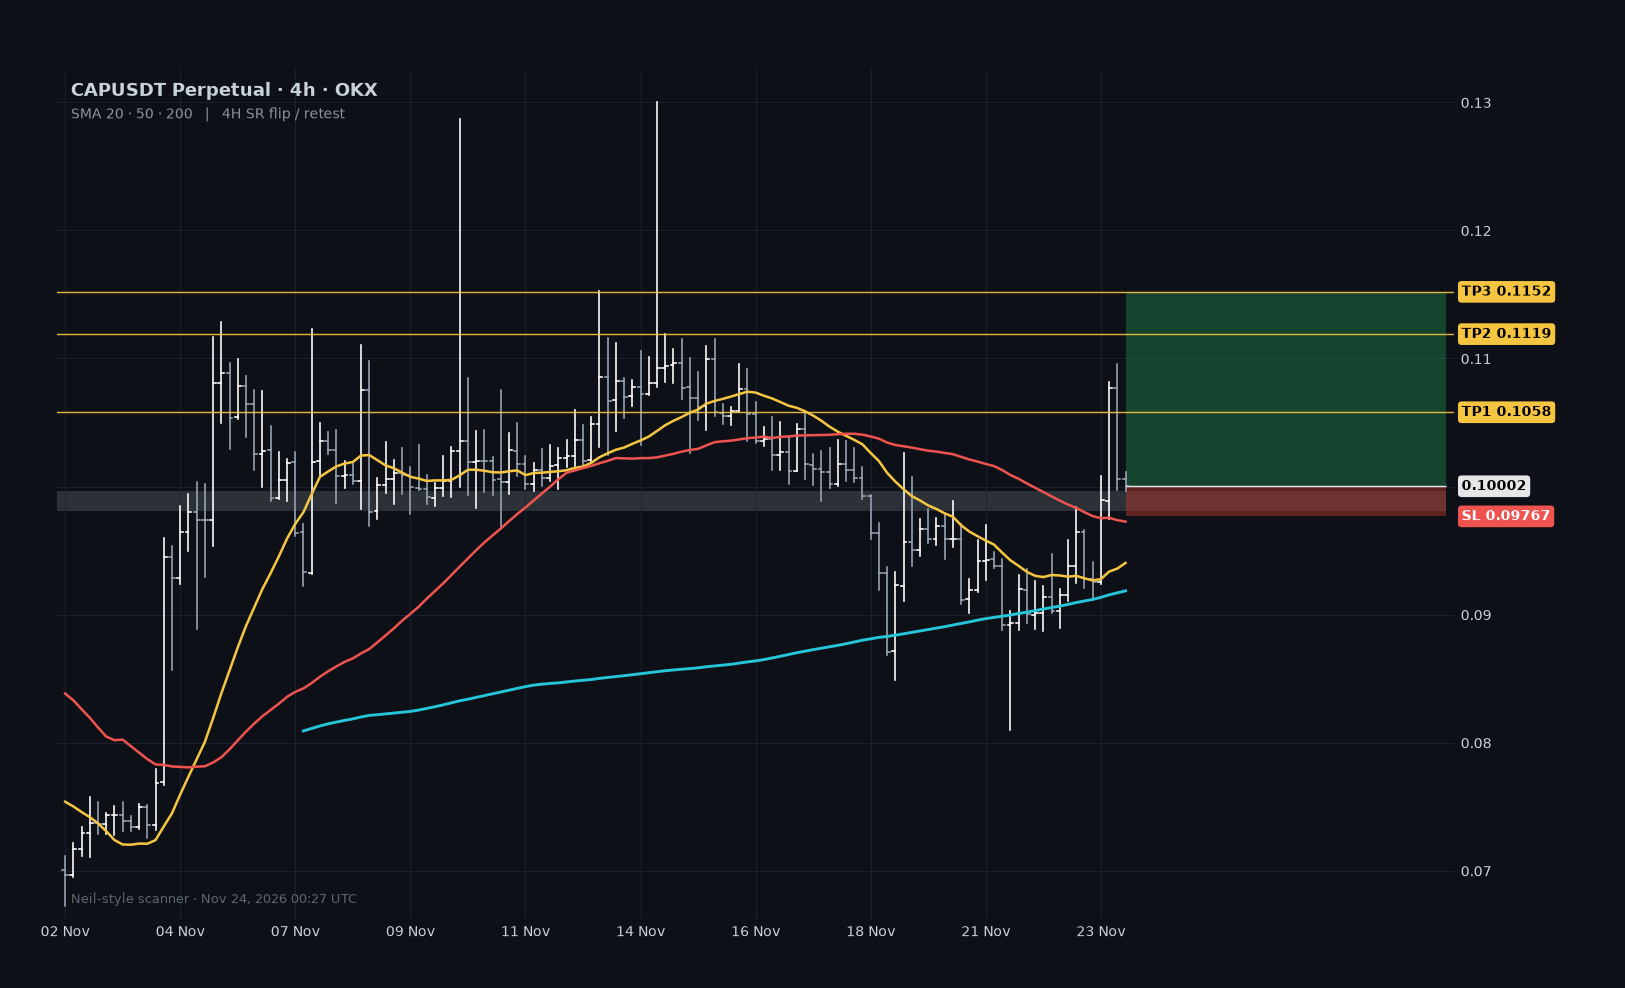 CAPUSDT Perpetual · 4h · OKX
SMA 20 · 50 · 200   |   4H SR flip / retest
0.13
0.12
TP3 0.1152
TP2 0.1119
0.11
TP1 0.1058
0.10002
SL 0.09767
0.09
0.08
0.07
Neil-style scanner · Nov 24, 2026 00:27 UTC
02 Nov 04 Nov 07 Nov 09 Nov 11 Nov 14 Nov 16 Nov 18 Nov 21 Nov 23 Nov